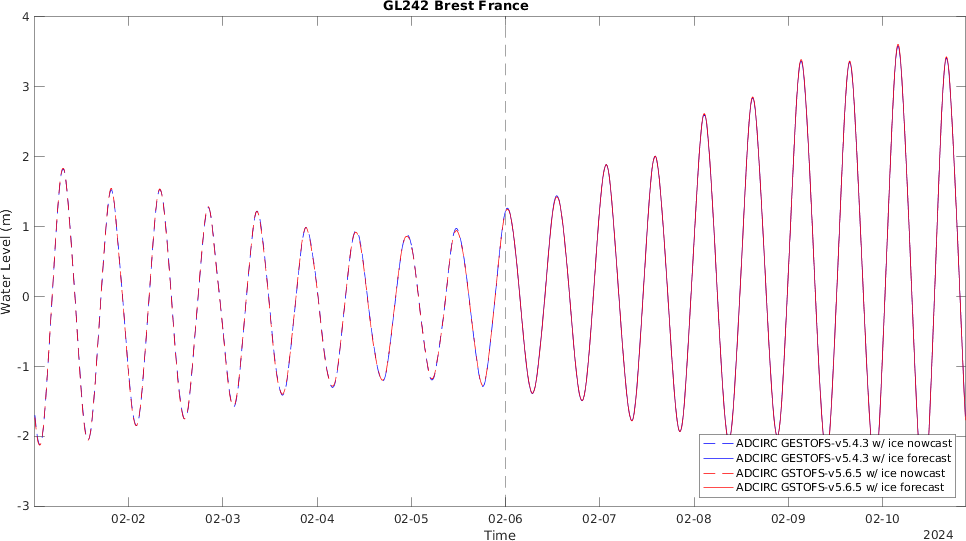 GL242 Brest France
4
3
2
1
0
-1
-2
-3
Water Level (m)
ADCIRC GESTOFS-v5.4.3 w/ ice nowcast
ADCIRC GESTOFS-v5.4.3 w/ ice forecast
ADCIRC GSTOFS-v5.6.5 w/ ice nowcast
ADCIRC GSTOFS-v5.6.5 w/ ice forecast
02-02 02-03 02-04 02-05 02-06 02-07 02-08 02-09 02-10
Time
2024